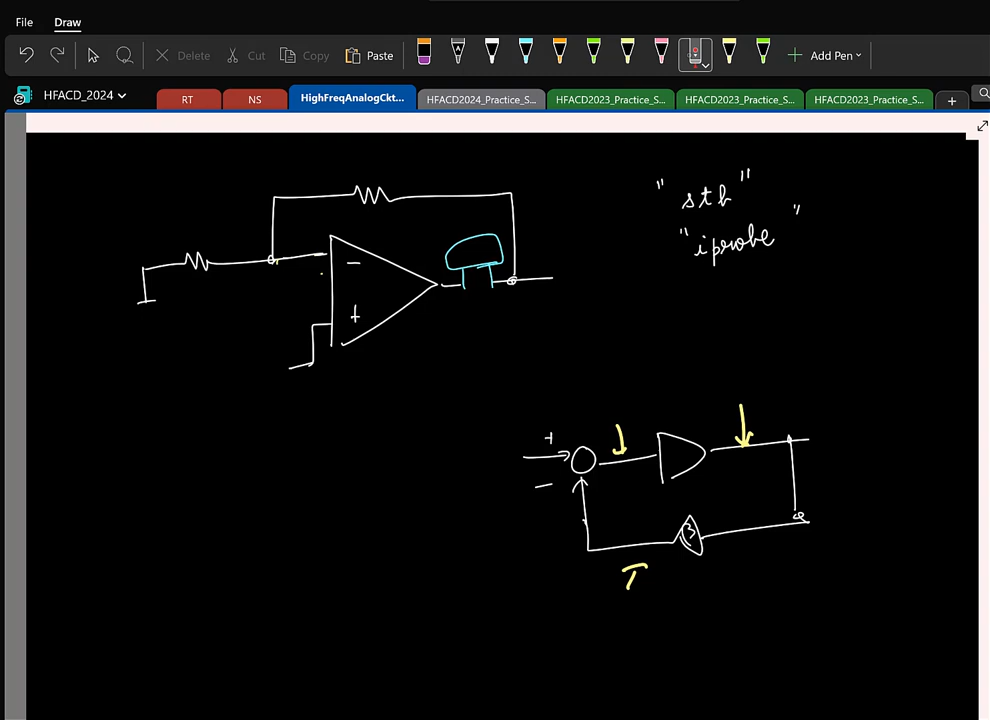 File Draw
Delete Cut Copy Paste A Add Pen
HFACD_2024 RT NS HighFreqAnalogCkt... HFACD2024_Practice_S... HFACD2023_Practice_S... HFACD2023_Practice_S... HFACD2023_Practice_S...
"stb"
"iprobe"
−
+
+
−
β
T